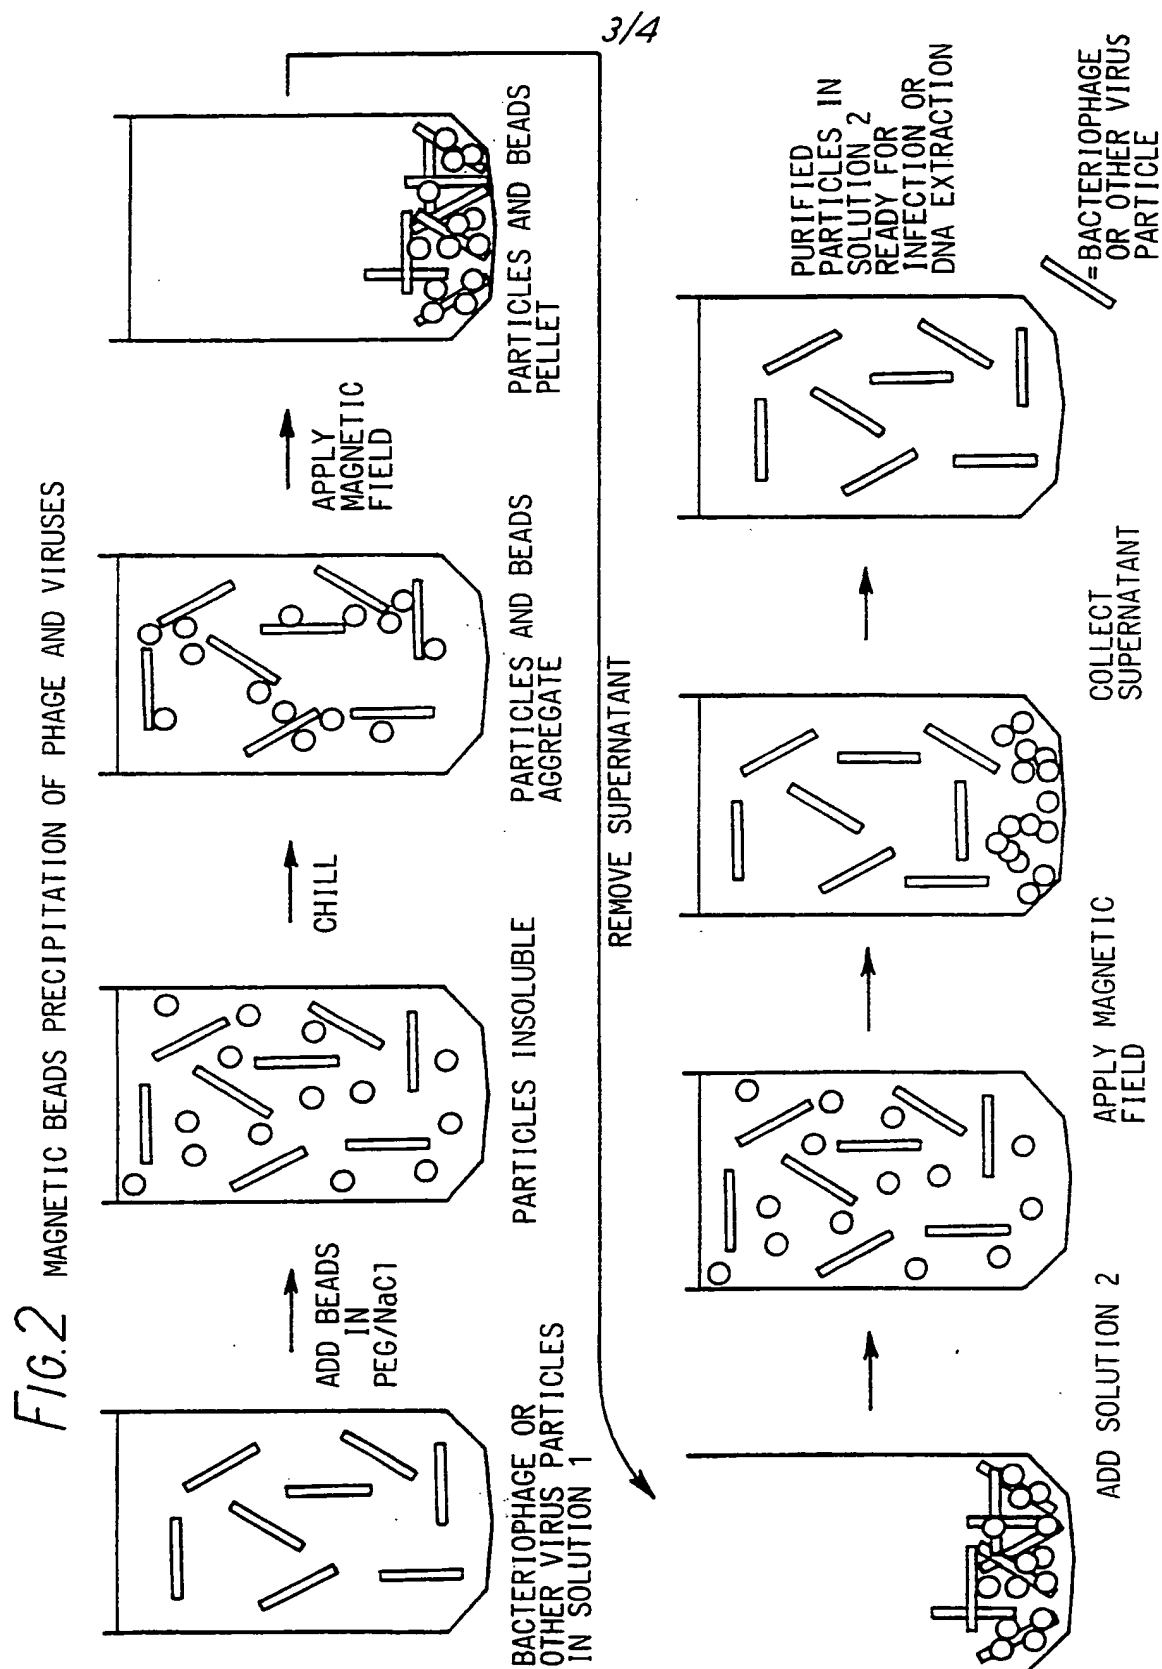 3/4
FIG.2
MAGNETIC BEADS PRECIPITATION OF PHAGE AND VIRUSES
BACTERIOPHAGE OR
OTHER VIRUS PARTICLES
IN SOLUTION 1
ADD BEADS
IN
PEG/NaCl
PARTICLES INSOLUBLE
CHILL
PARTICLES AND BEADS
AGGREGATE
APPLY
MAGNETIC
FIELD
PARTICLES AND BEADS
PELLET
REMOVE SUPERNATANT
ADD SOLUTION 2
APPLY MAGNETIC
FIELD
COLLECT
SUPERNATANT
PURIFIED
PARTICLES IN
SOLUTION 2
READY FOR
INFECTION OR
DNA EXTRACTION
=BACTERIOPHAGE
OR OTHER VIRUS
PARTICLE